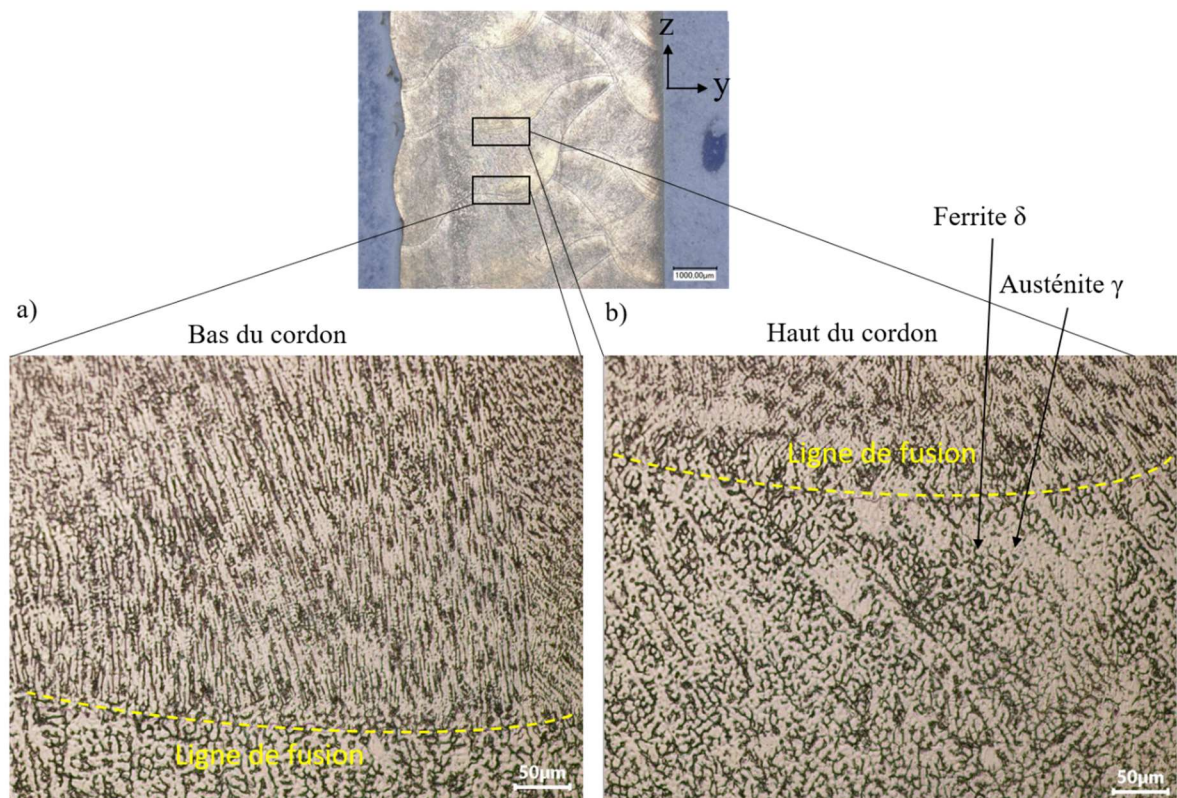 z
y
1000.00µm
Ferrite δ
Austénite γ
a)
Bas du cordon
b)
Haut du cordon
Ligne de fusion
Ligne de fusion
50µm
50µm